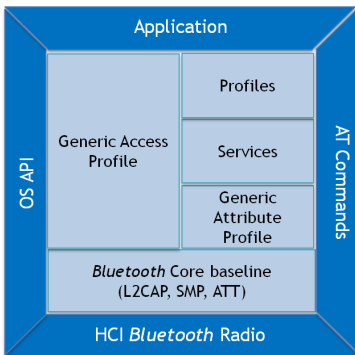 Application
OS API
Generic Access
Profile
Profiles
Services
Generic
Attribute
Profile
AT Commands
Bluetooth Core baseline
(L2CAP, SMP, ATT)
HCI Bluetooth Radio